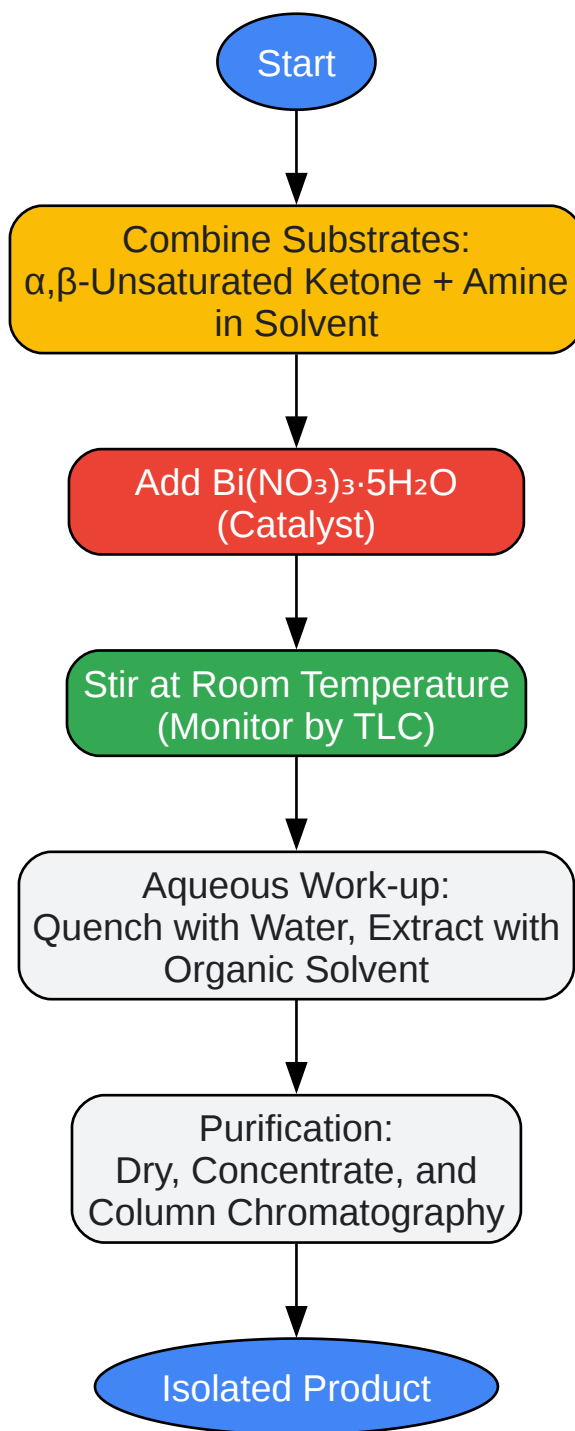 Start
Combine Substrates:
α,β-Unsaturated Ketone + Amine
in Solvent
Add Bi(NO₃)₃·5H₂O
(Catalyst)
Stir at Room Temperature
(Monitor by TLC)
Aqueous Work-up:
Quench with Water, Extract with
Organic Solvent
Purification:
Dry, Concentrate, and
Column Chromatography
Isolated Product